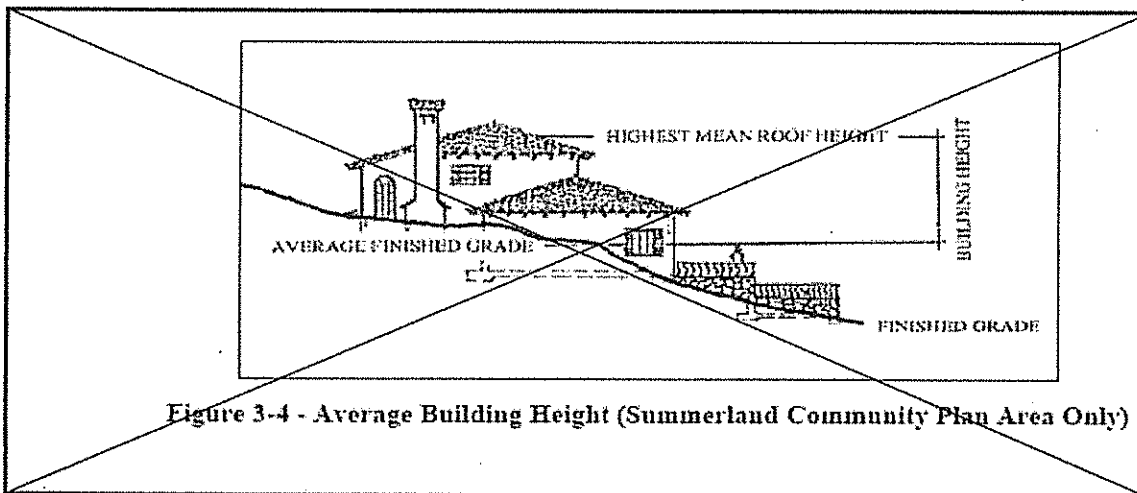 HIGHEST MEAN ROOF HEIGHT
BUILDING HEIGHT
AVERAGE FINISHED GRADE
FINISHED GRADE
Figure 3-4 - Average Building Height (Summerland Community Plan Area Only)